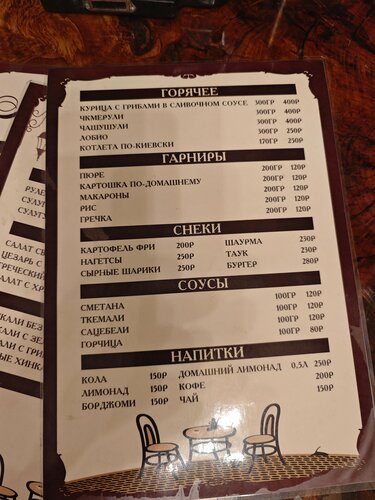 ГОРЯЧЕЕ
КУРИЦА С ГРИБАМИ В СЛИВОЧНОМ СОУСЕ 300ГР 400Р
ЧКМЕРУЛИ 300ГР 400Р
ЧАШУШУЛИ 300ГР 400Р
ЛОБИО 300ГР 250Р
КОТЛЕТА ПО-КИЕВСКИ 170ГР 250Р
ГАРНИРЫ
ПЮРЕ 200ГР 120Р
КАРТОШКА ПО-ДОМАШНЕМУ 200ГР 120Р
МАКАРОНЫ 200ГР 120Р
РИС 200ГР 120Р
ГРЕЧКА 200ГР 120Р
СНЕКИ
КАРТОФЕЛЬ ФРИ 200Р ШАУРМА 230Р
НАГЕТСЫ 250Р ТАУК 230Р
СЫРНЫЕ ШАРИКИ 250Р БУРГЕР 280Р
СОУСЫ
СМЕТАНА 100ГР 120Р
ТКЕМАЛИ 100ГР 120Р
САЦЕБЕЛИ 100ГР 120Р
ГОРЧИЦА 100ГР 80Р
НАПИТКИ
КОЛА 150Р ДОМАШНИЙ ЛИМОНАД 0,5Л 250Р
ЛИМОНАД 150Р КОФЕ 200Р
БОРДЖОМИ 150Р ЧАЙ 150Р
САЛАТ
ЦЕЗАРЬ С
ГРЕЧЕСКИЙ